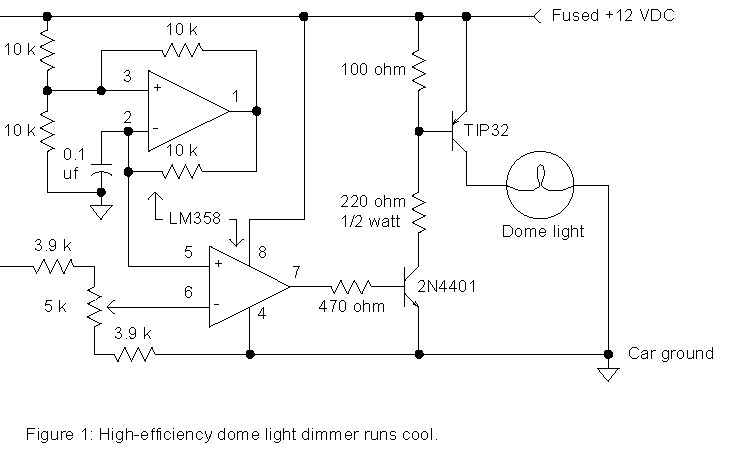 Fused +12 VDC
10 k
10 k
100 ohm
3
+
1
2
-
TIP32
10 k
0.1
uf
10 k
220 ohm
1/2 watt
LM358
Dome light
3.9 k
5
+
8
7
2N4401
5 k
6
-
470 ohm
4
3.9 k
Car ground
Figure 1: High-efficiency dome light dimmer runs cool.